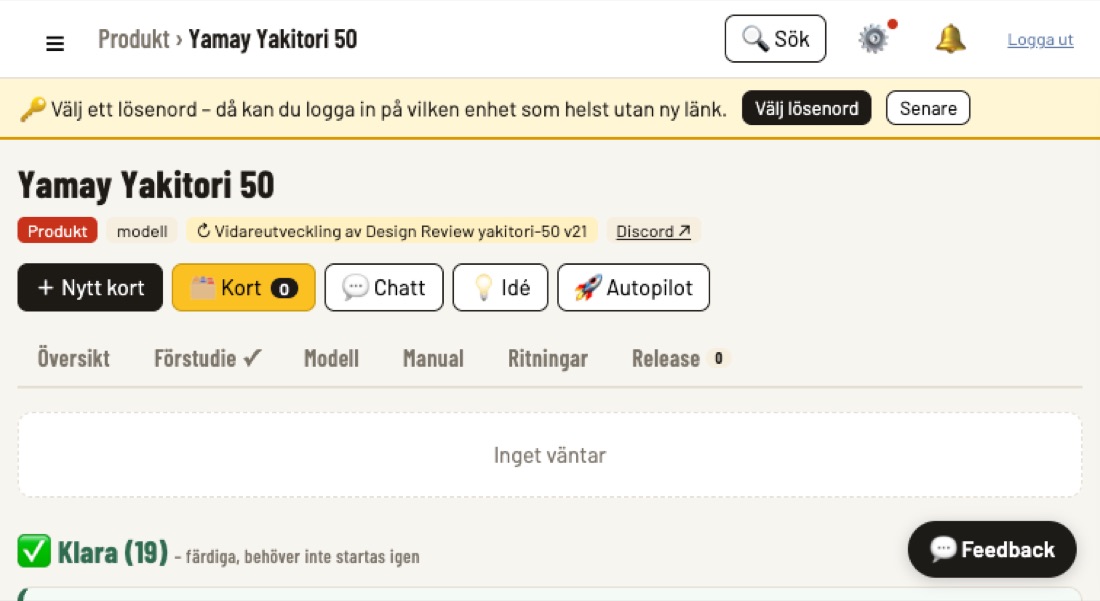 Produkt › Yamay Yakitori 50
Sök
Logga ut
Välj ett lösenord – då kan du logga in på vilken enhet som helst utan ny länk.
Välj lösenord
Senare
Yamay Yakitori 50
Produkt
modell
↻ Vidareutveckling av Design Review yakitori-50 v21
Discord ↗
+ Nytt kort
Kort 0
Chatt
Idé
Autopilot
Översikt
Förstudie ✓
Modell
Manual
Ritningar
Release 0
Inget väntar
Klara (19) – färdiga, behöver inte startas igen
Feedback